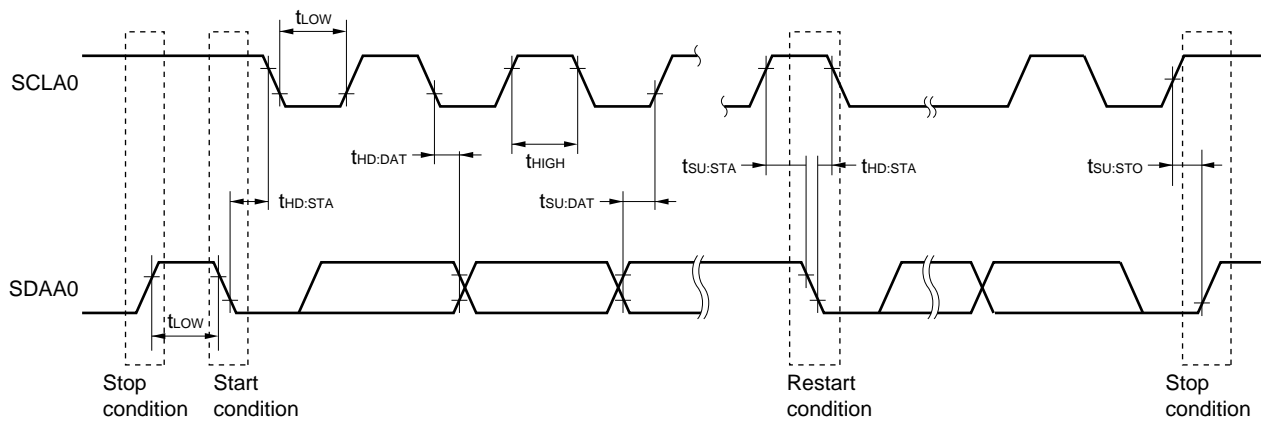 tLOW
SCLA0
tHD:DAT
tHIGH
tSU:STA
tHD:STA
tSU:STO
tHD:STA
tSU:DAT
SDAA0
tLOW
Stop
condition
Start
condition
Restart
condition
Stop
condition